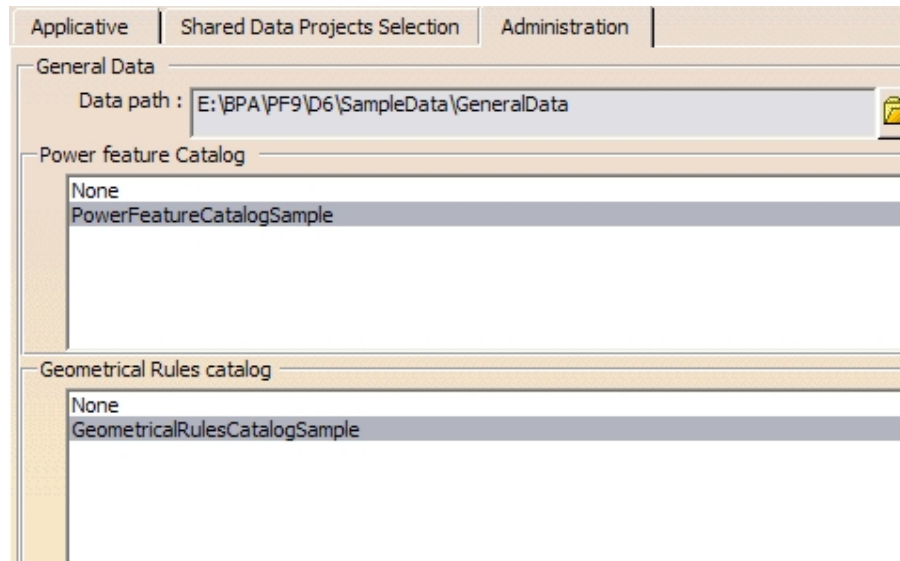 Applicative Shared Data Projects Selection Administration
General Data
Data path : E:\BPA\PF9\D6\SampleData\GeneralData
Power feature Catalog
None
PowerFeatureCatalogSample
Geometrical Rules catalog
None
GeometricalRulesCatalogSample